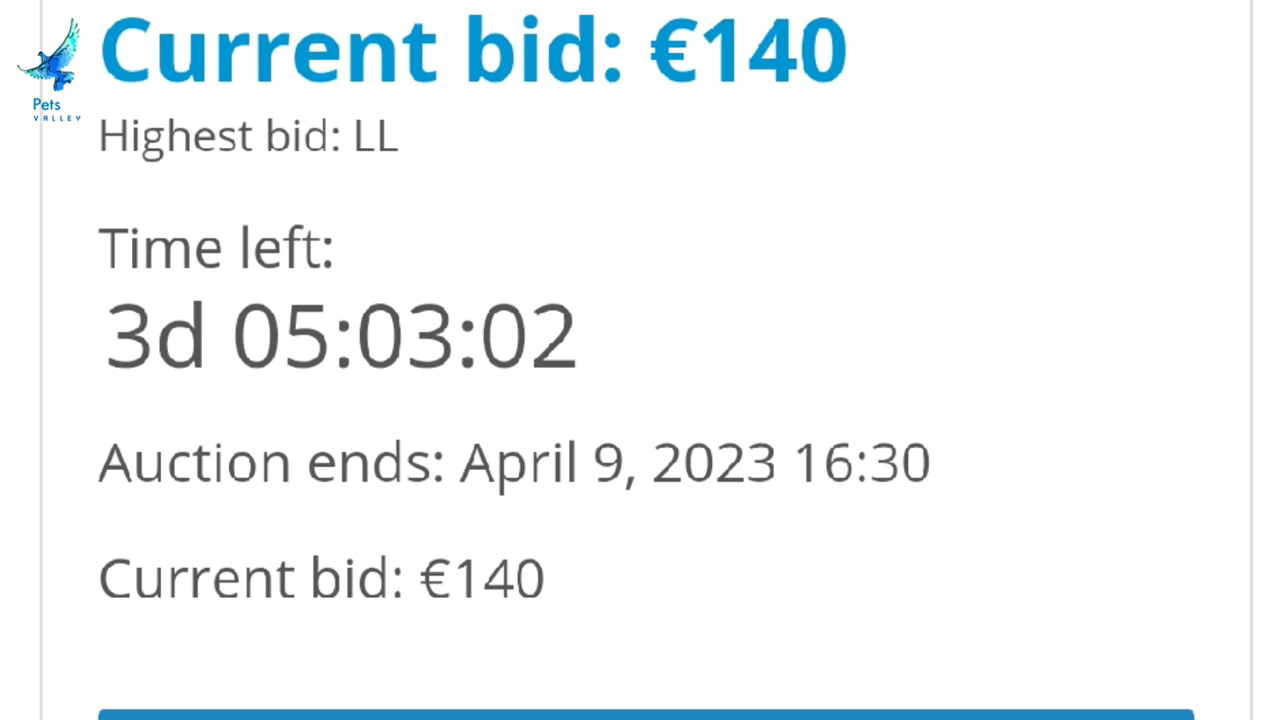 Current bid: €140
Pets
VALLEY
Highest bid: LL
Time left:
3d 05:03:02
Auction ends: April 9, 2023 16:30
Current bid: €140